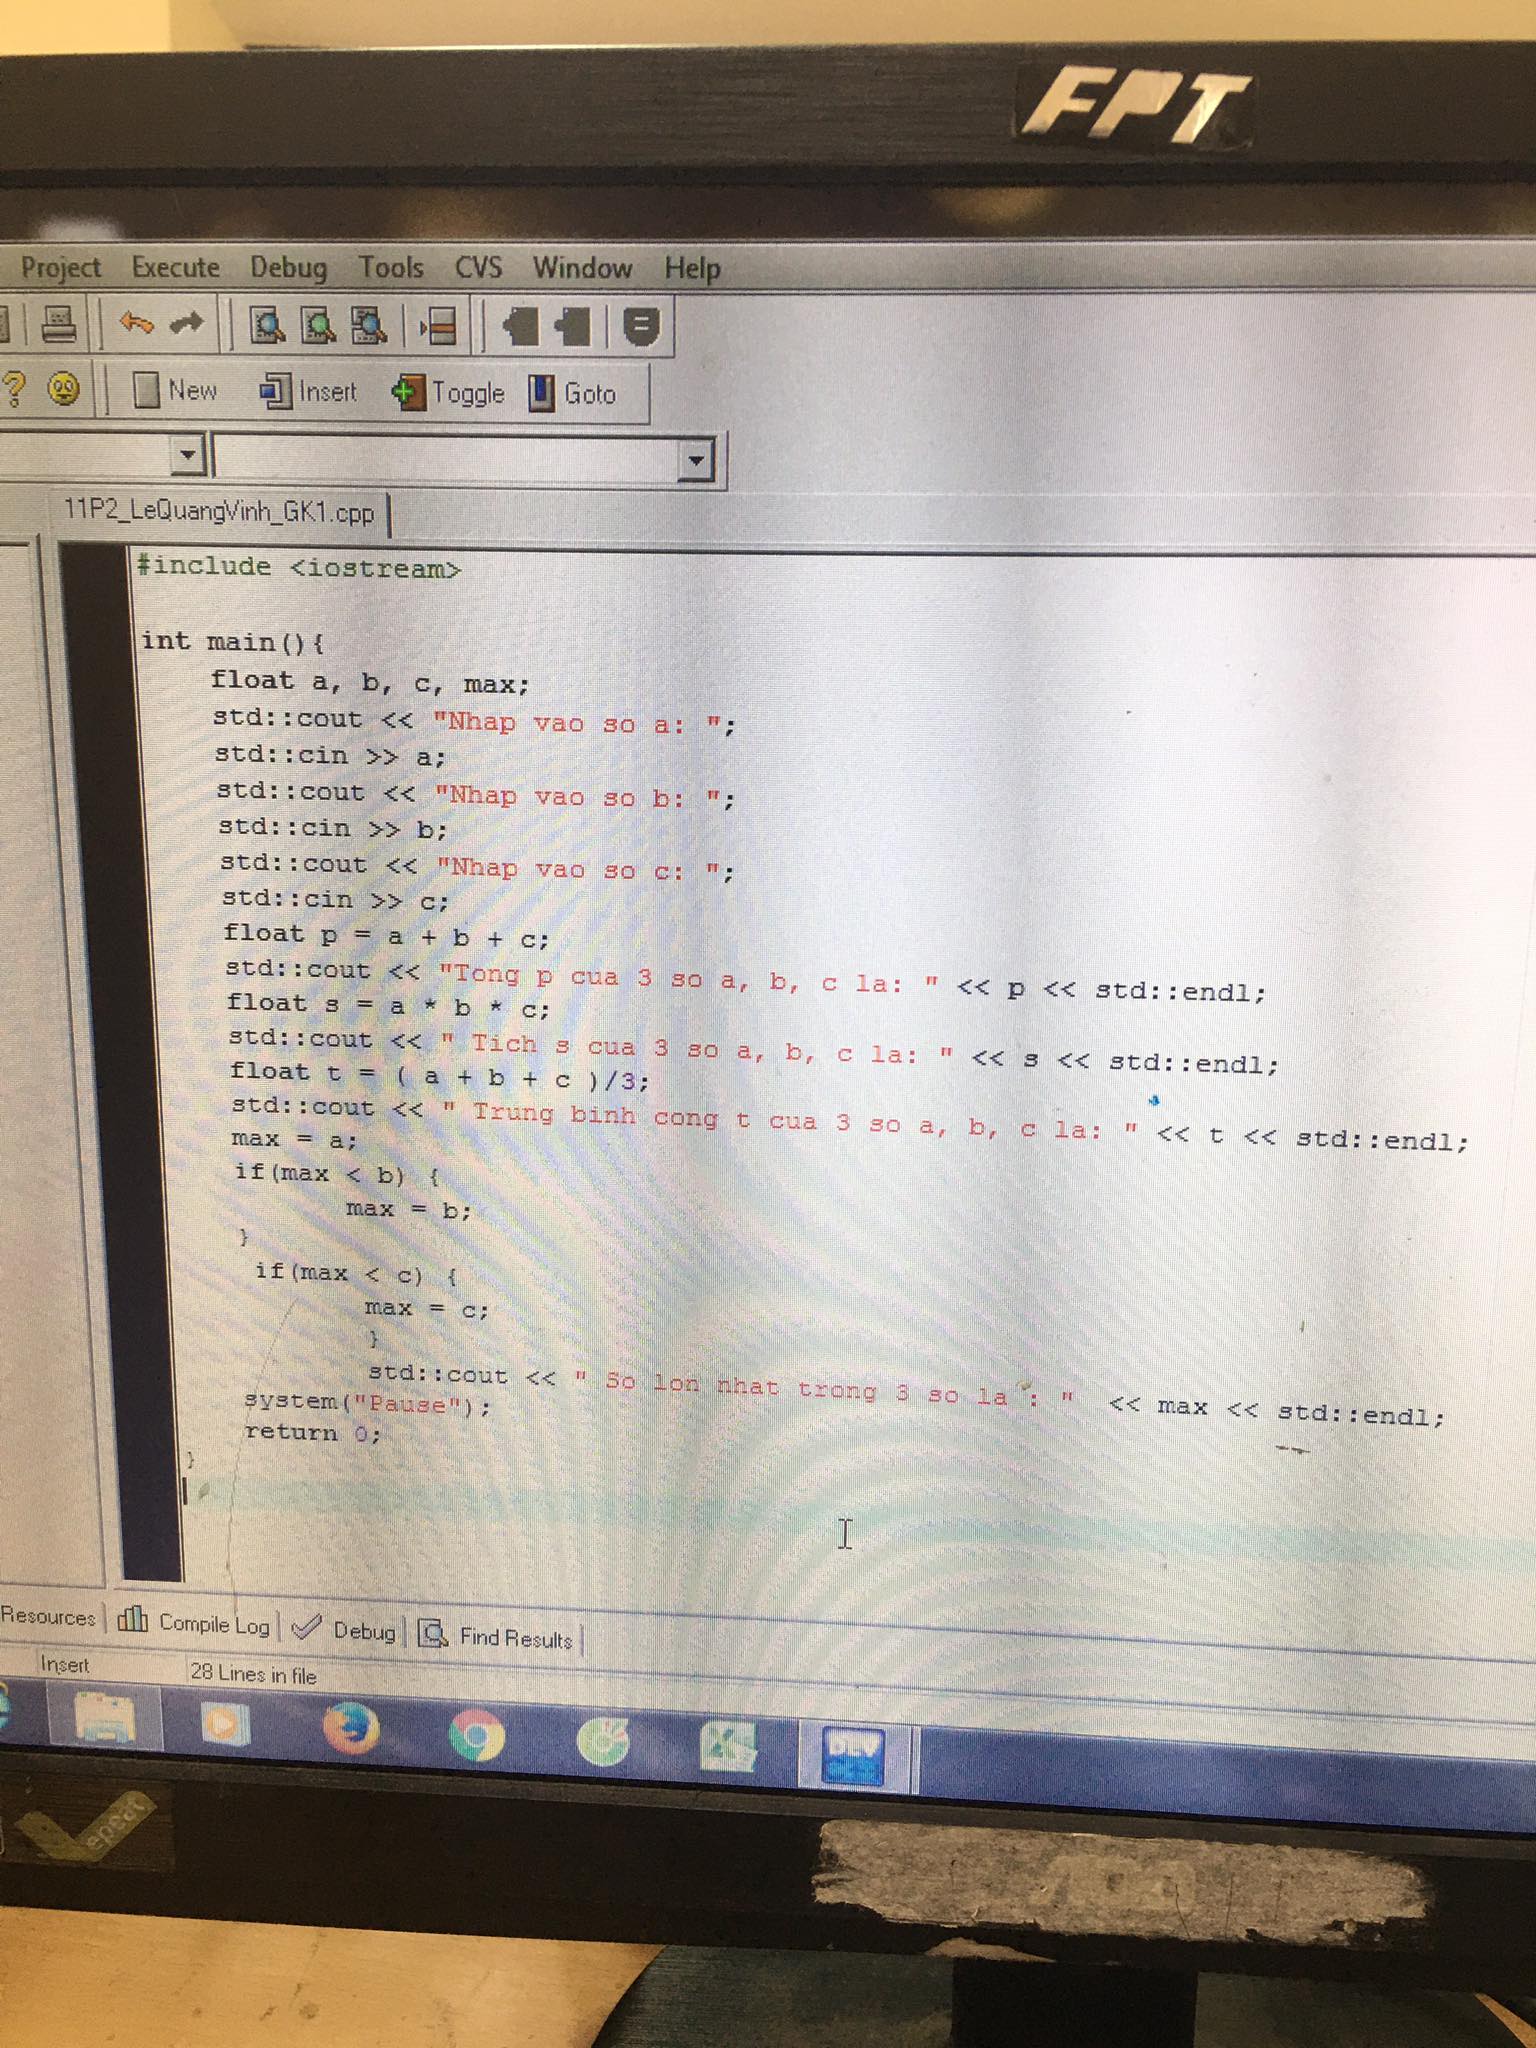 FPT
Project Execute Debug Tools CVS Window Help
New Insert Toggle Goto
11P2_LeQuangVinh_GK1.cpp
#include <iostream>
int main(){
float a, b, c, max;
std::cout << "Nhap vao so a: ";
std::cin >> a;
std::cout << "Nhap vao so b: ";
std::cin >> b;
std::cout << "Nhap vao so c: ";
std::cin >> c;
float p = a + b + c;
std::cout << "Tong p cua 3 so a, b, c la: " << p << std::endl;
float s = a * b * c;
std::cout << " Tich s cua 3 so a, b, c la: " << s << std::endl;
float t = ( a + b + c )/3;
std::cout << " Trung binh cong t cua 3 so a, b, c la: " << t << std::endl;
max = a;
if(max < b) {
max = b;
}
if(max < c) {
max = c;
}
std::cout << " So lon nhat trong 3 so la : " << max << std::endl;
system("Pause");
return 0;
}
Resources Compile Log Debug Find Results
Insert 28 Lines in file
DEV